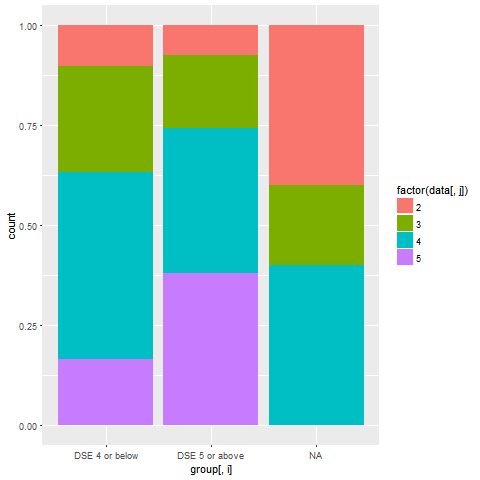 1.00
0.75
0.50
0.25
0.00
count
DSE 4 or below
DSE 5 or above
NA
group[, i]
factor(data[, j])
2
3
4
5